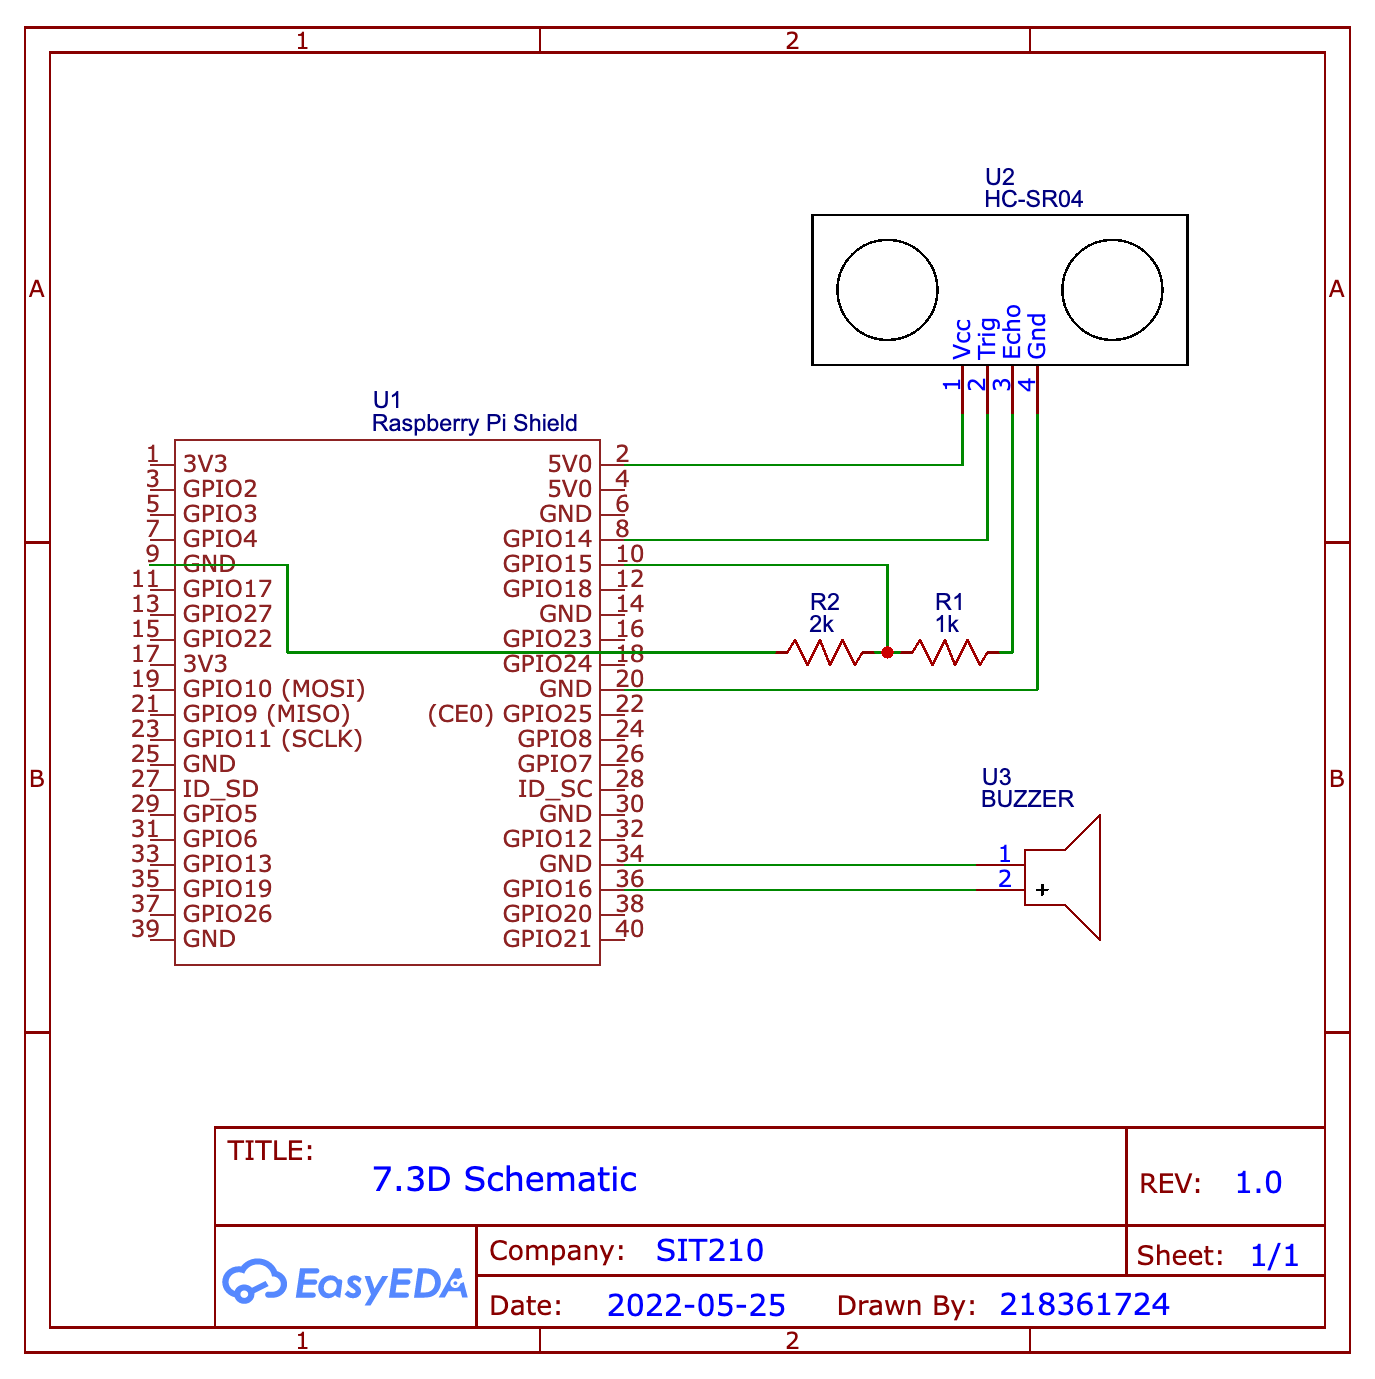 1 2
A A
U2
HC-SR04
Vcc
Trig
Echo
Gnd
1
2
3
4
U1
Raspberry Pi Shield
1 3V3 5V0 2
3 GPIO2 5V0 4
5 GPIO3 GND 6
7 GPIO4 GPIO14 8
9 GND GPIO15 10
11 GPIO17 GPIO18 12
13 GPIO27 GND 14
15 GPIO22 GPIO23 16
17 3V3 GPIO24 18
19 GPIO10 (MOSI) GND 20
21 GPIO9 (MISO) (CE0) GPIO25 22
23 GPIO11 (SCLK) GPIO8 24
25 GND GPIO7 26
27 ID_SD ID_SC 28
29 GPIO5 GND 30
31 GPIO6 GPIO12 32
33 GPIO13 GND 34
35 GPIO19 GPIO16 36
37 GPIO26 GPIO20 38
39 GND GPIO21 40
R2
2k
R1
1k
B B
U3
BUZZER
1
2
+
TITLE:
7.3D Schematic
REV: 1.0
EasyEDA
Company: SIT210
Sheet: 1/1
Date: 2022-05-25 Drawn By: 218361724
1 2